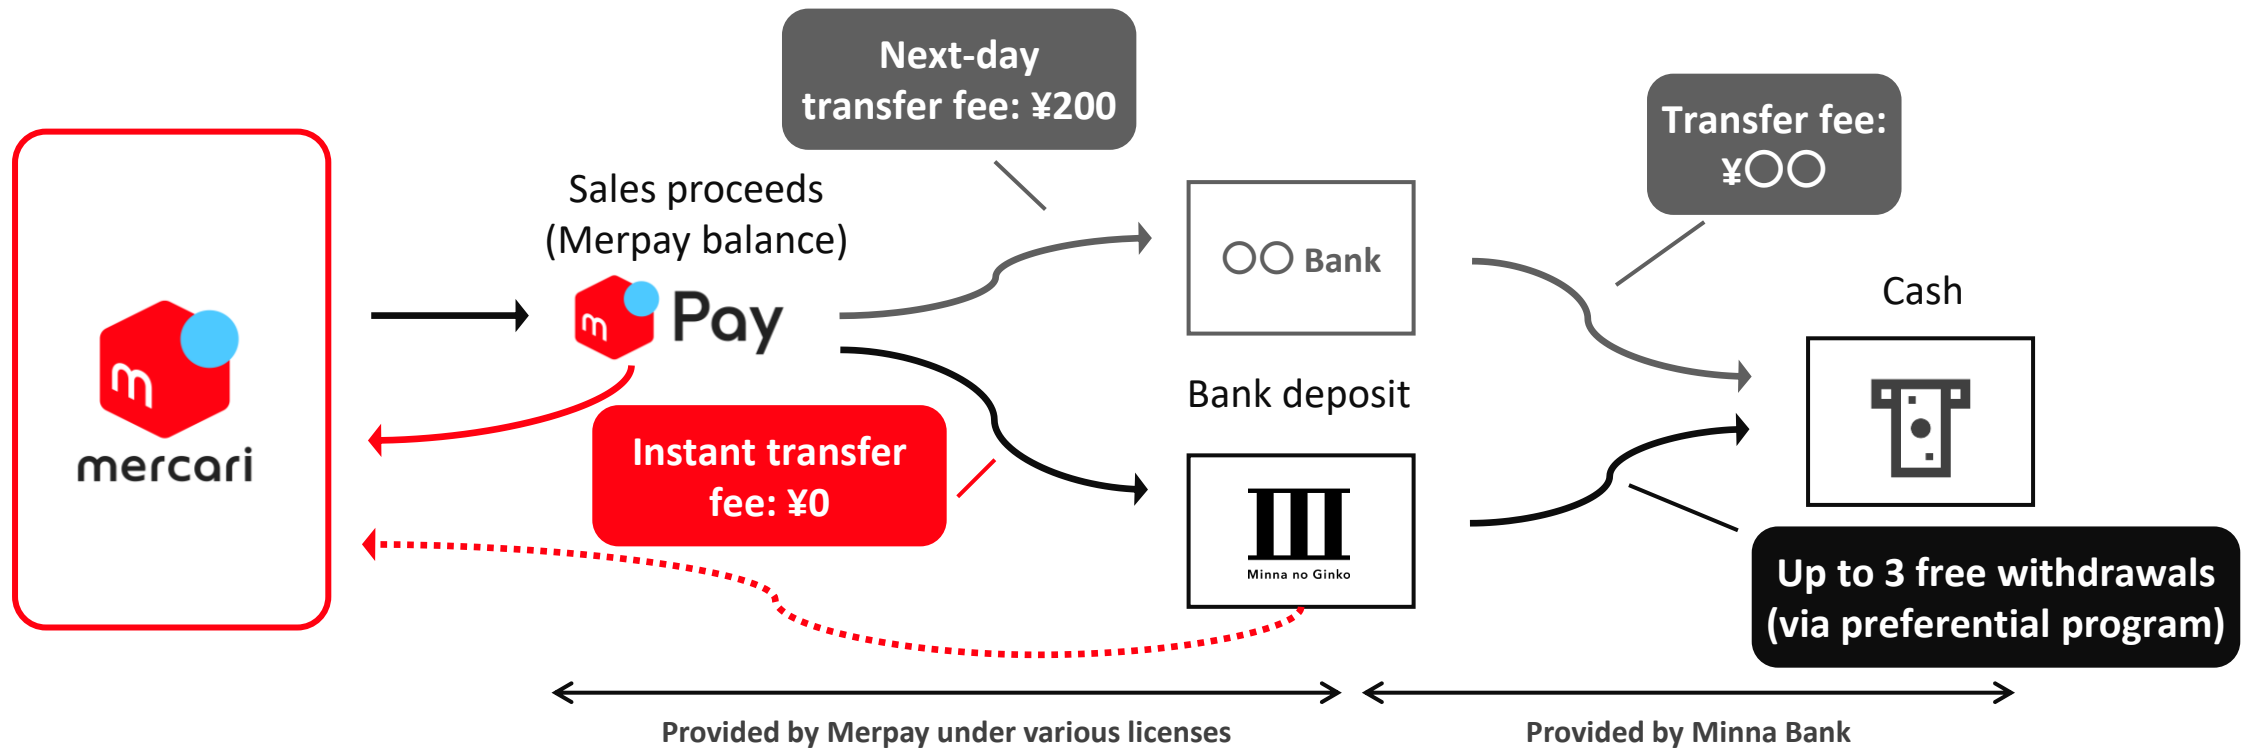 Next-day
transfer fee: ¥200
Transfer fee:
¥〇〇
Sales proceeds
(Merpay balance)
m Pay
〇〇 Bank
Cash
m
mercari
Bank deposit
Instant transfer
fee: ¥0
Minna no Ginko
Up to 3 free withdrawals
(via preferential program)
Provided by Merpay under various licenses
Provided by Minna Bank